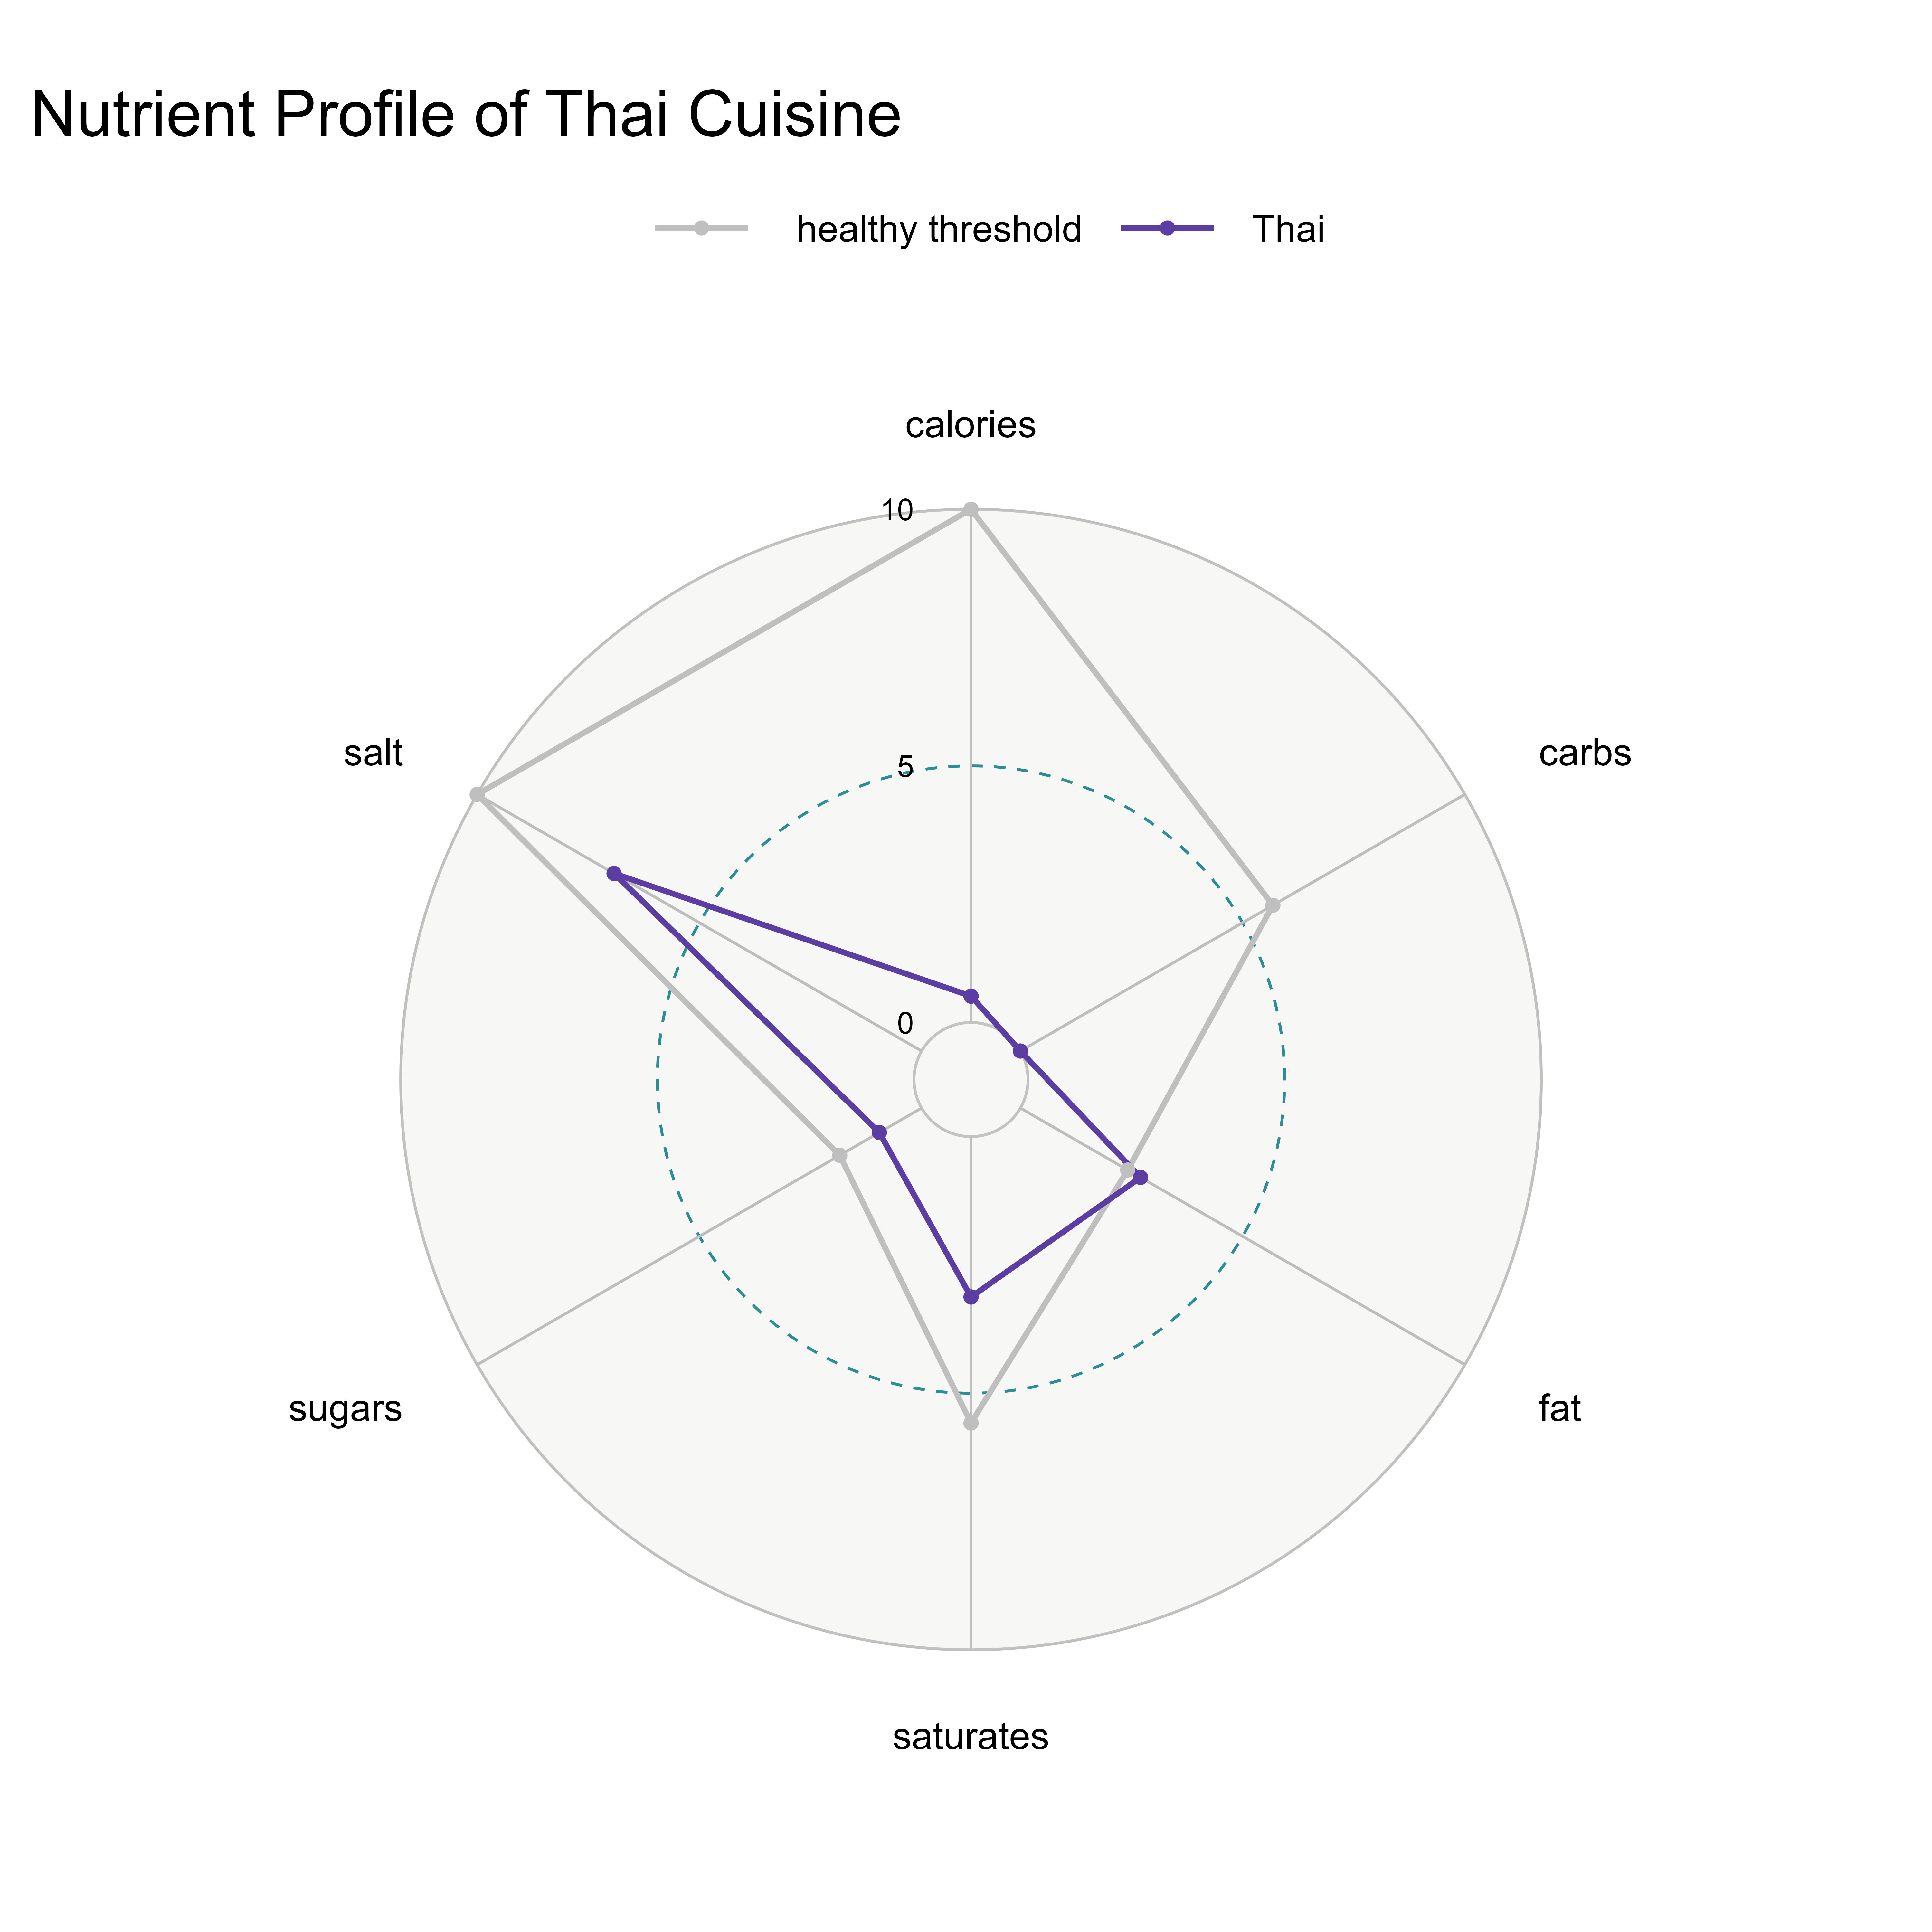 Nutrient Profile of Thai Cuisine
healthy threshold Thai
calories
10
salt
carbs
5
0
sugars
fat
saturates